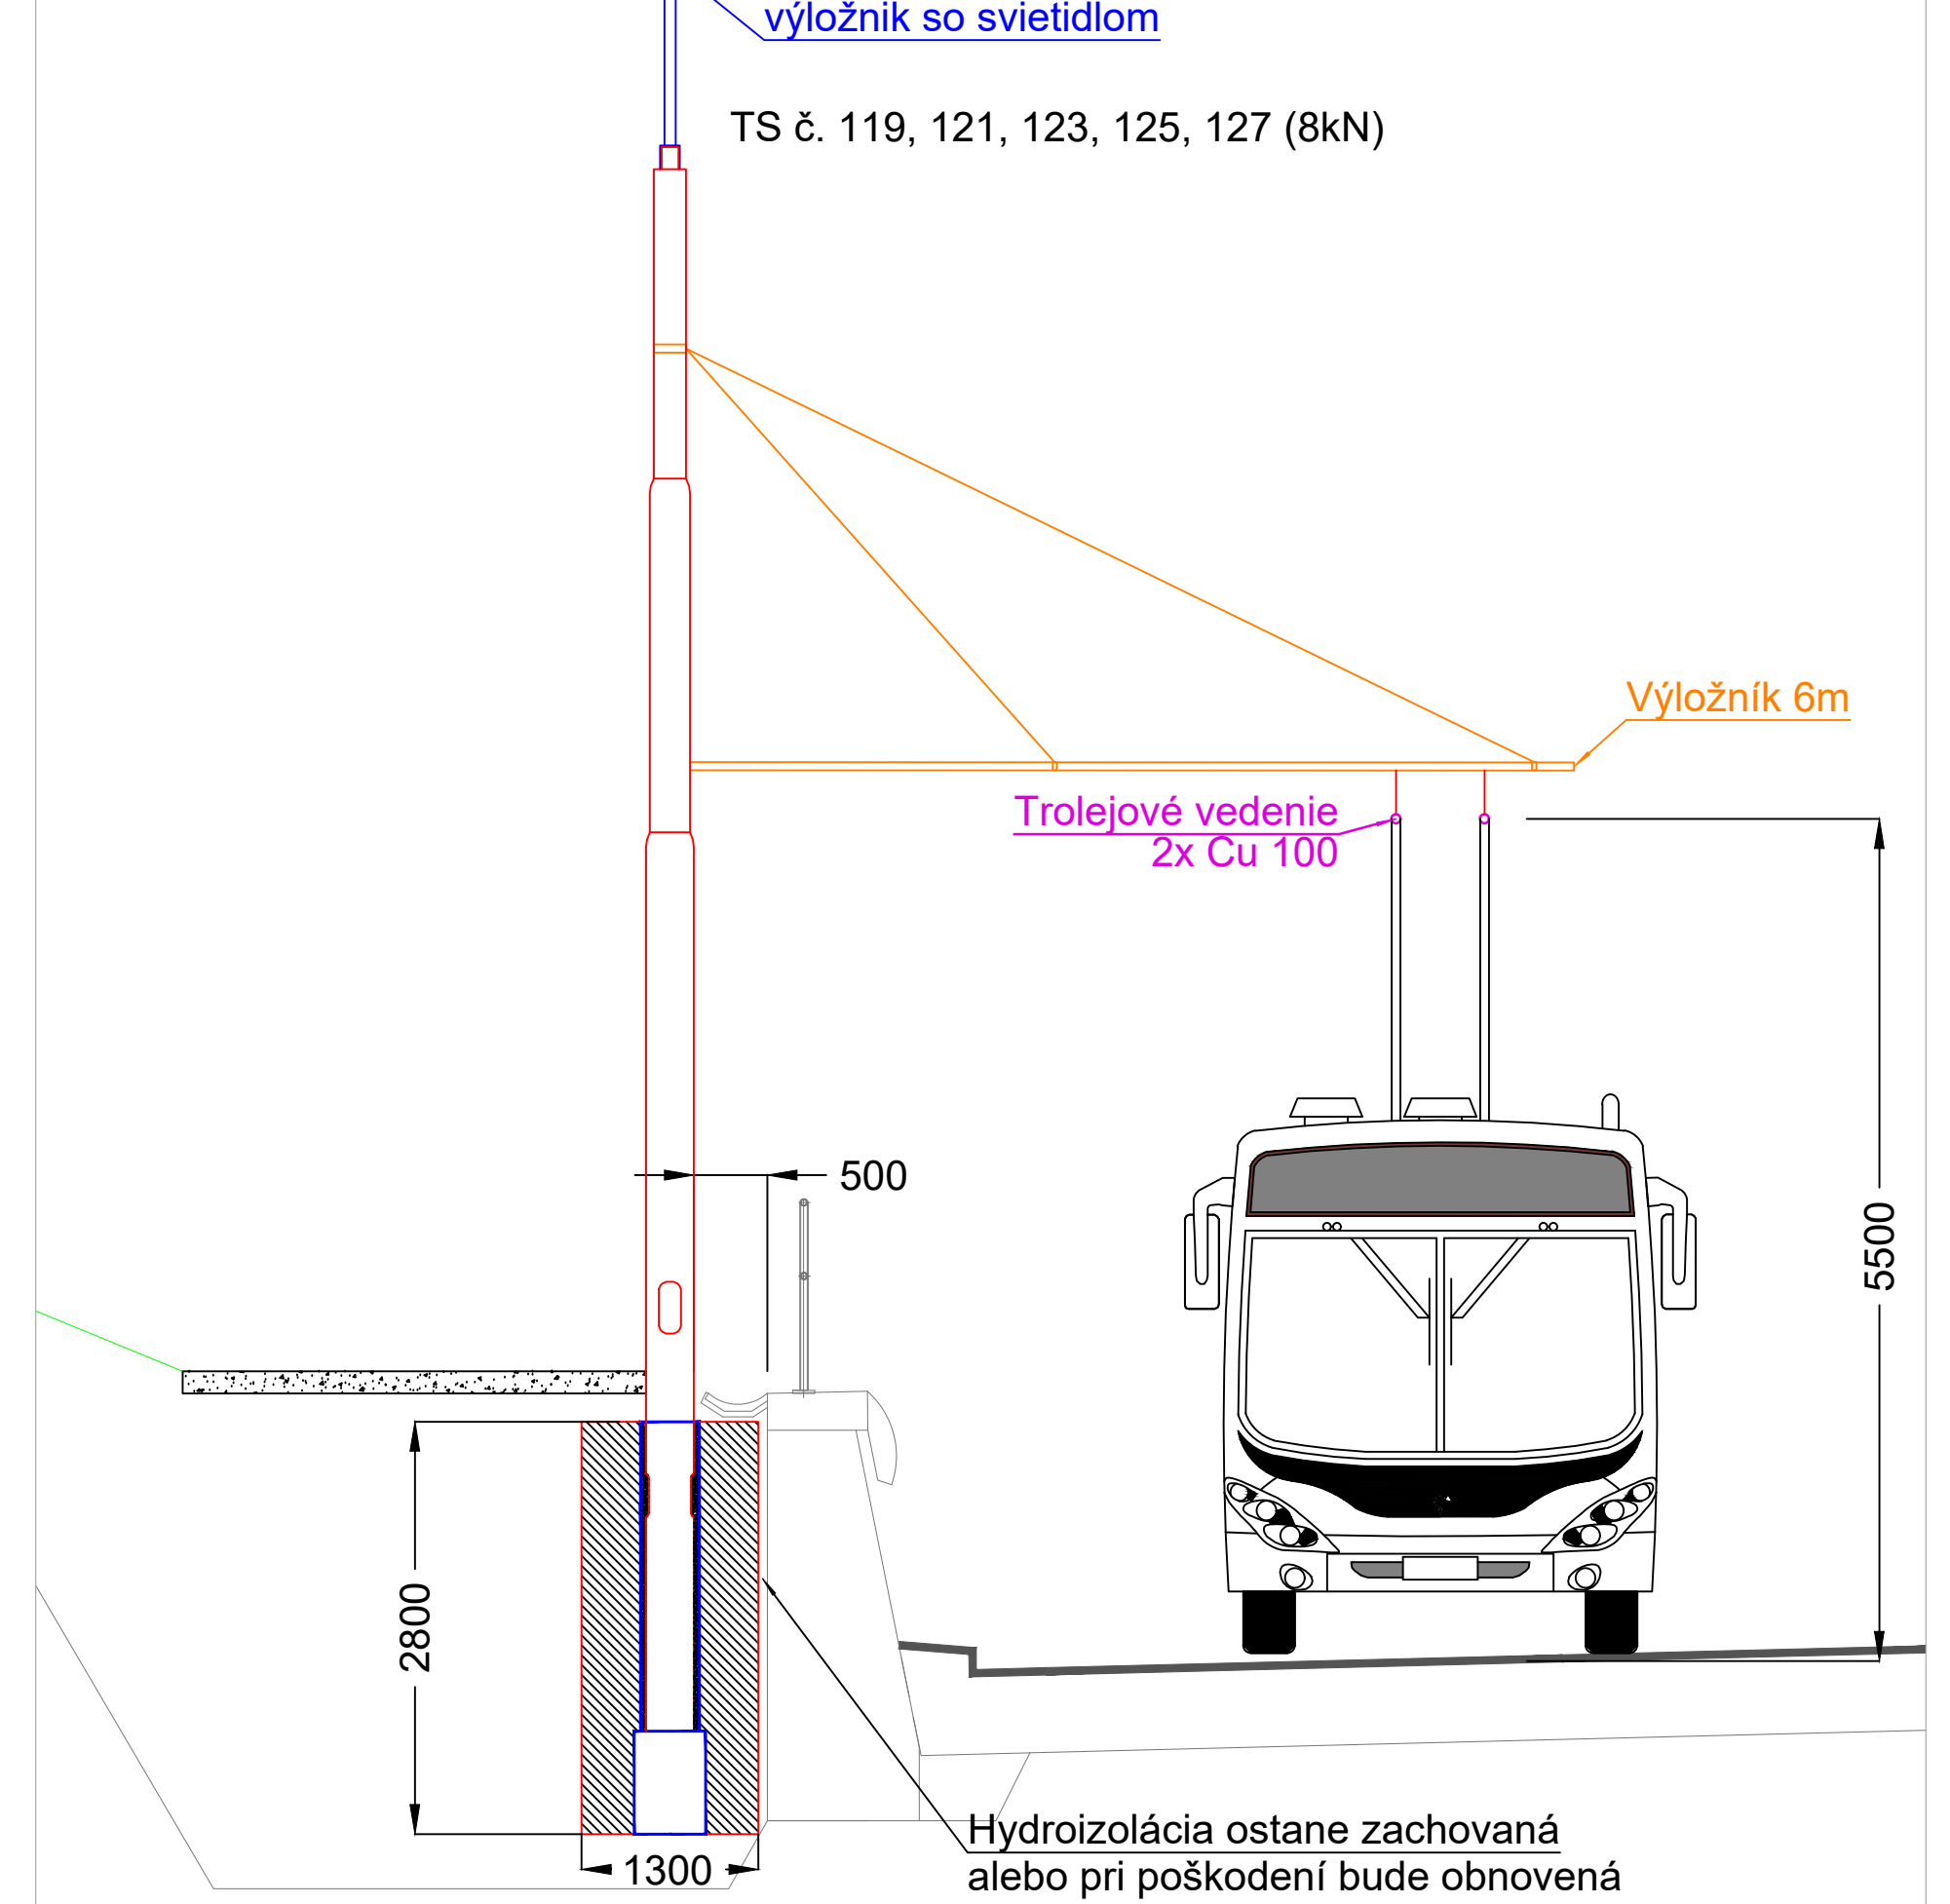 výložnik so svietidlom
TS č. 119, 121, 123, 125, 127 (8kN)
Výložník 6m
Trolejové vedenie
2x Cu 100
500
5500
2800
1300
Hydroizolácia ostane zachovaná
alebo pri poškodení bude obnovená